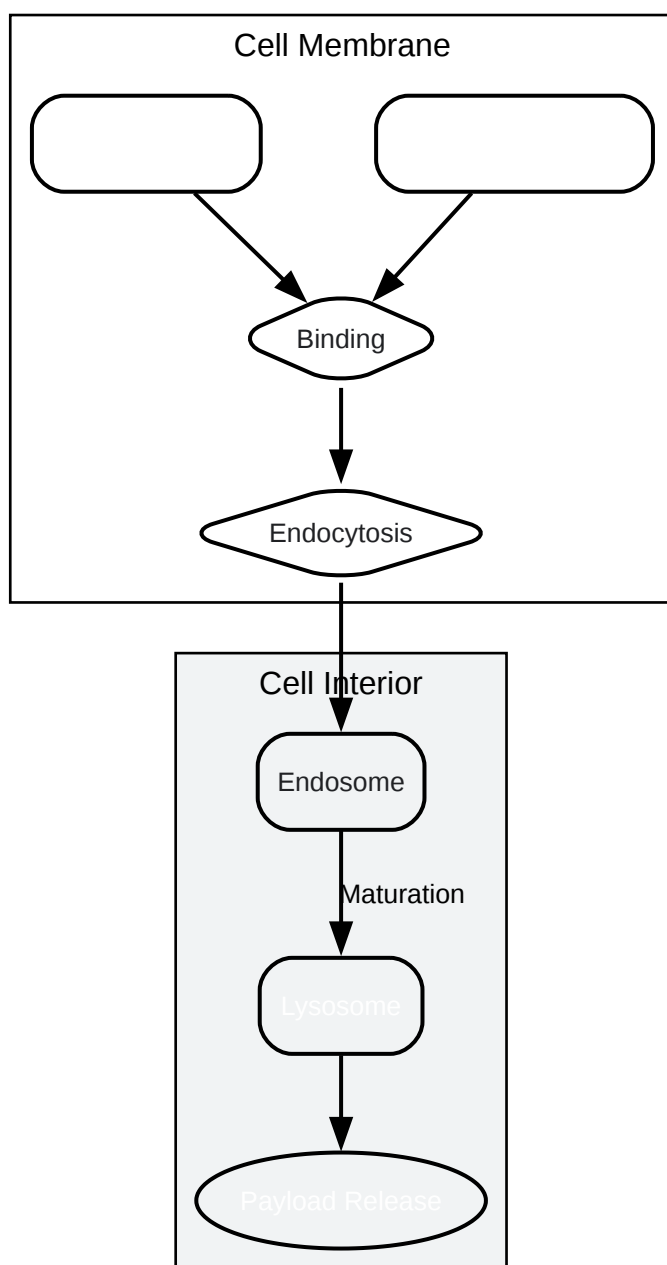 Cell Membrane
Binding
Endocytosis
Cell Interior
Endosome
Maturation
Lysosome
Payload Release